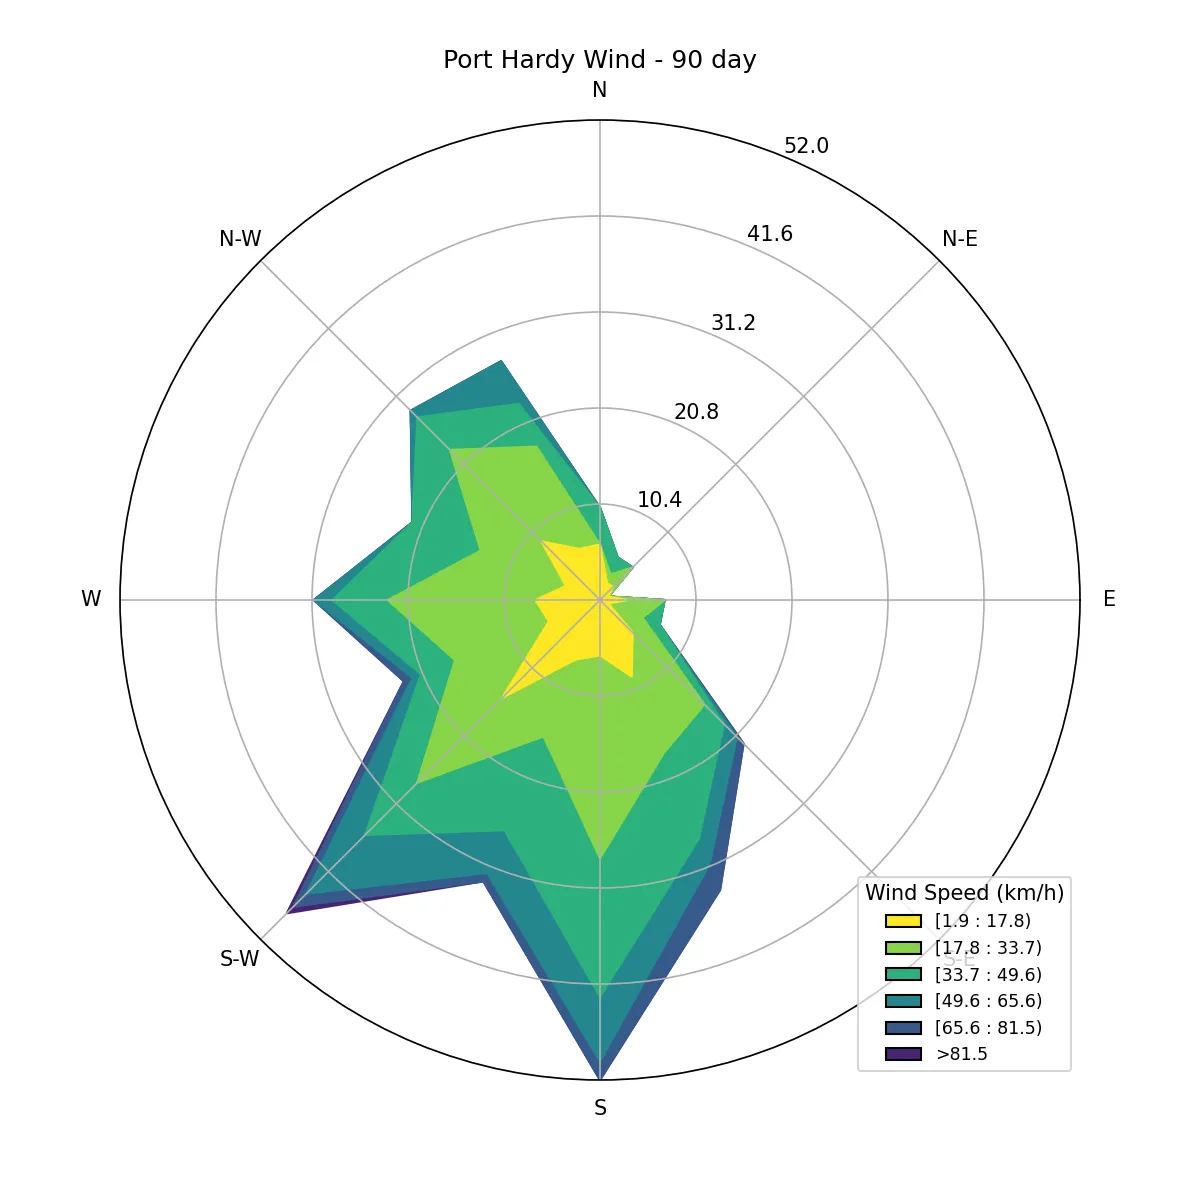 Port Hardy Wind - 90 day
N
52.0
N-W
41.6
N-E
31.2
20.8
10.4
W
E
S-W
S-E
S
Wind Speed (km/h)
[1.9 : 17.8)
[17.8 : 33.7)
[33.7 : 49.6)
[49.6 : 65.6)
[65.6 : 81.5)
>81.5